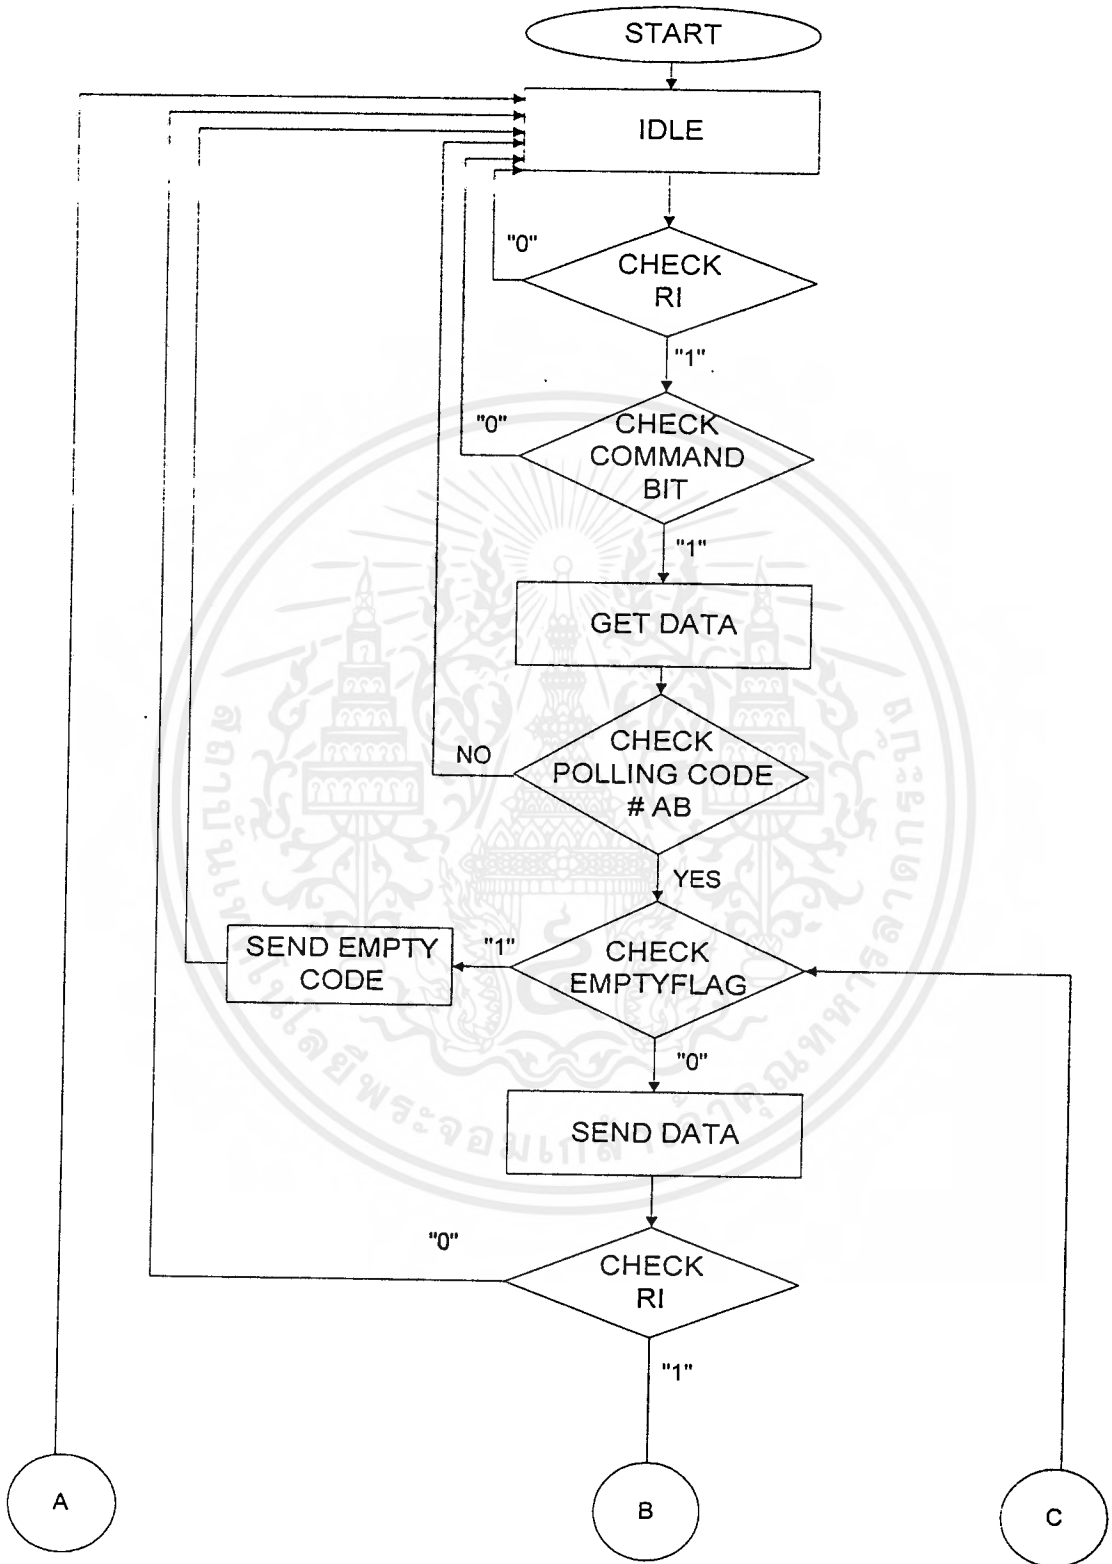 START
IDLE
"0"
CHECK
RI
"1"
"0"
CHECK
COMMAND
BIT
"1"
GET DATA
NO
CHECK
POLLING CODE
# AB
YES
SEND EMPTY
CODE
"1"
CHECK
EMPTYFLAG
"0"
SEND DATA
"0"
CHECK
RI
"1"
A
B
C